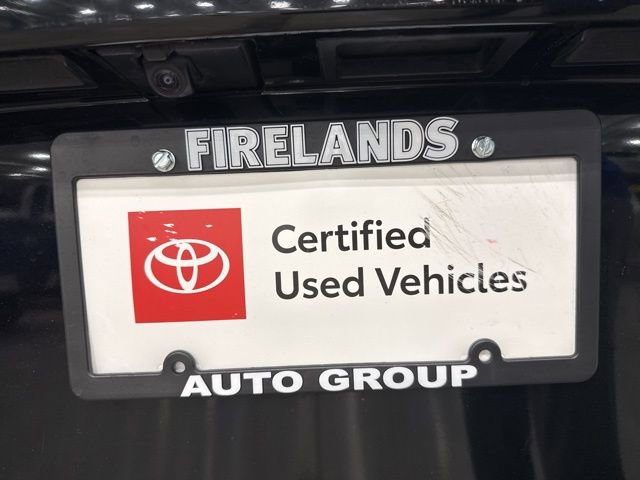 FIRELANDS
Certified
Used Vehicles
AUTO GROUP